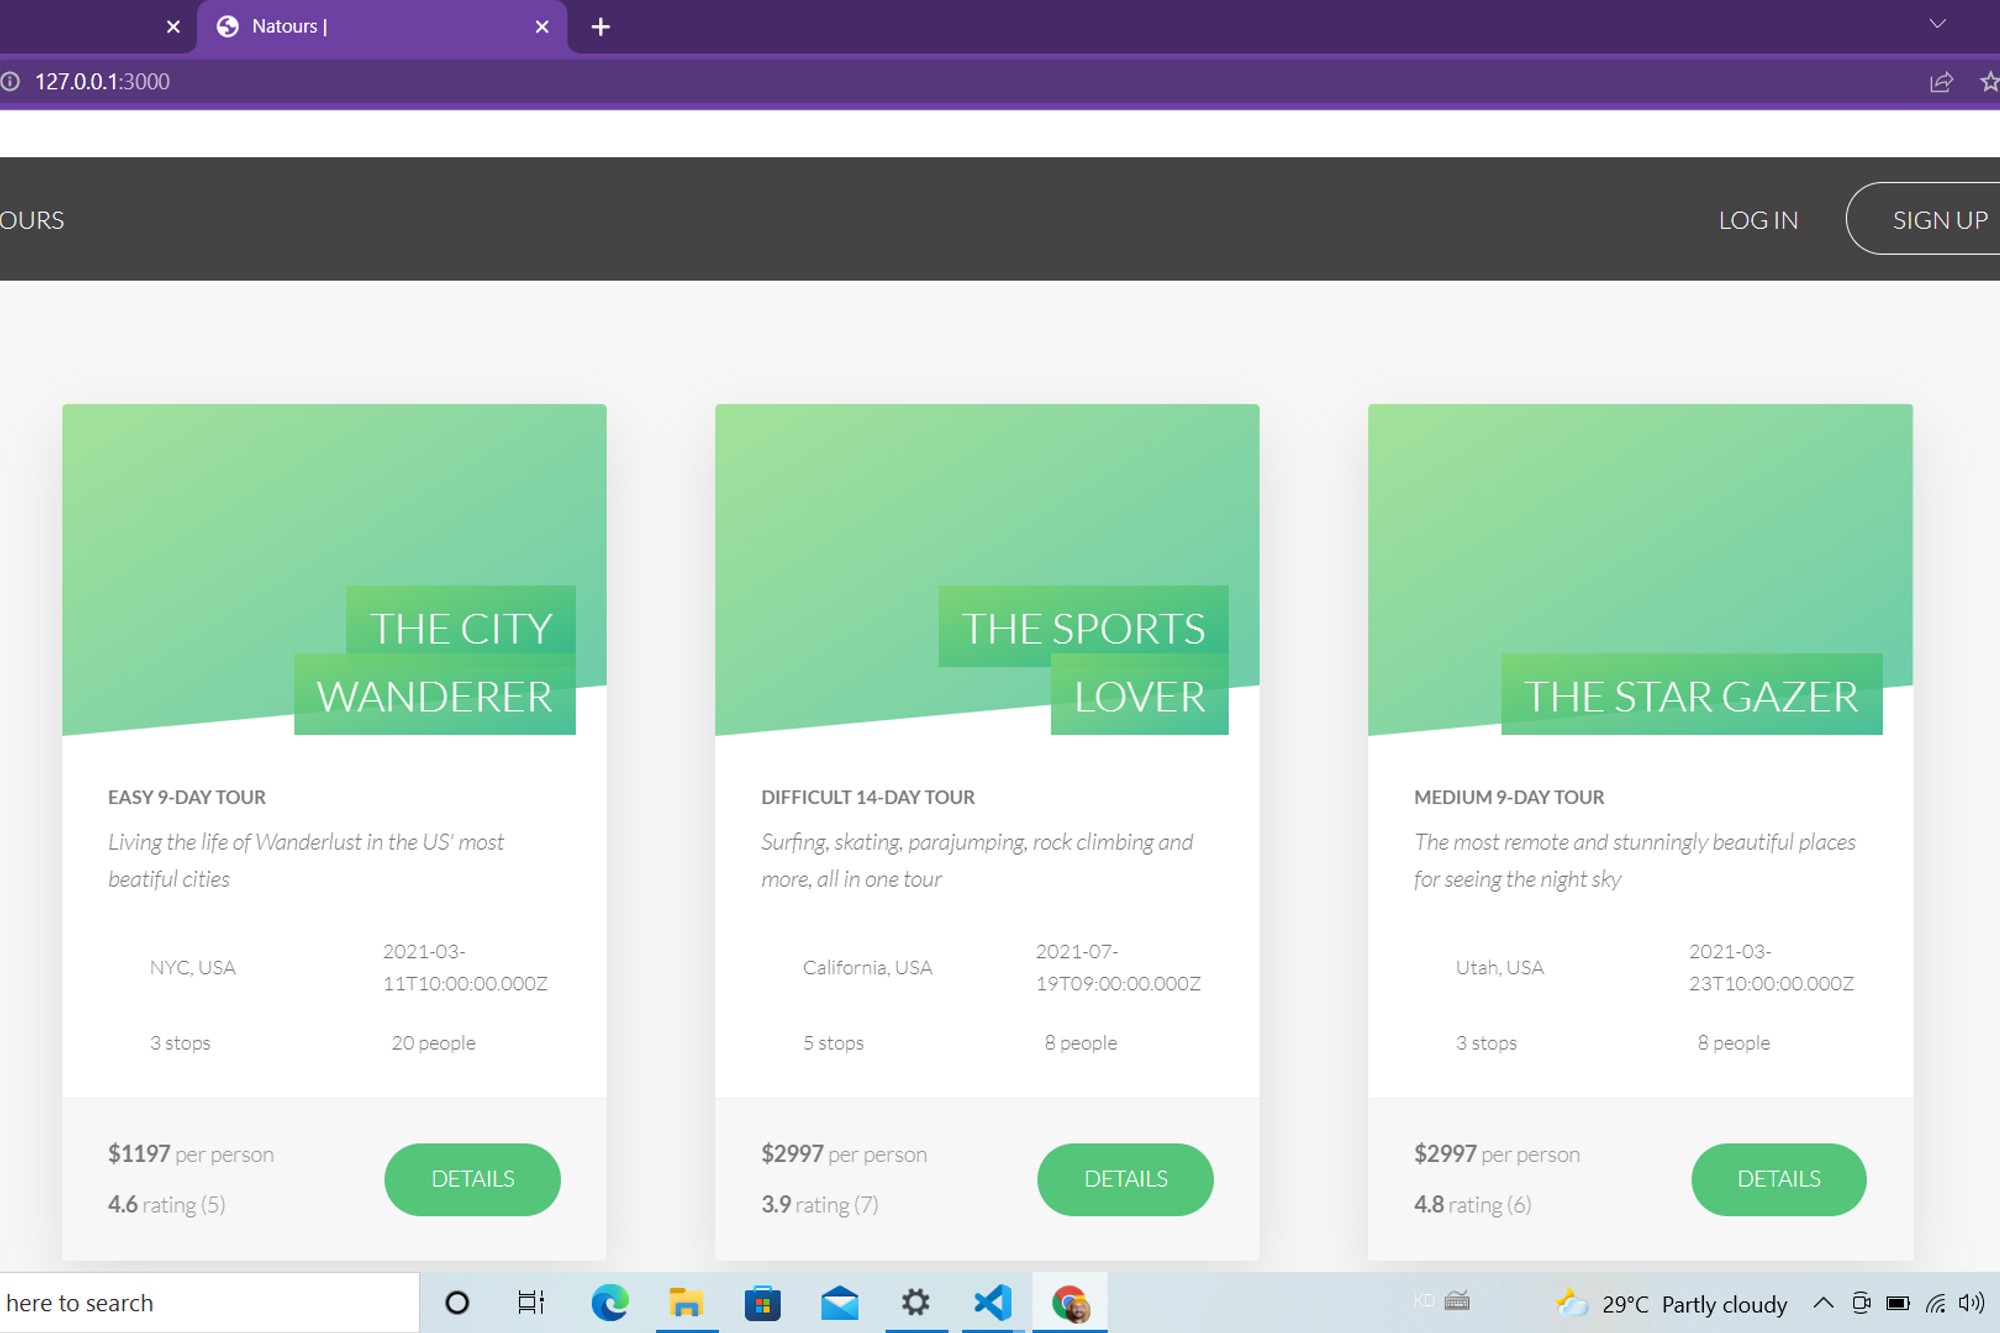 Natours |
127.0.0.1:3000
OURS
LOG IN
SIGN UP
THE CITY
WANDERER
EASY 9-DAY TOUR
Living the life of Wanderlust in the US' most
beatiful cities
NYC, USA
2021-03-
11T10:00:00.000Z
3 stops
20 people
$1197 per person
4.6 rating (5)
DETAILS
THE SPORTS
LOVER
DIFFICULT 14-DAY TOUR
Surfing, skating, parajumping, rock climbing and
more, all in one tour
California, USA
2021-07-
19T09:00:00.000Z
5 stops
8 people
$2997 per person
3.9 rating (7)
DETAILS
THE STAR GAZER
MEDIUM 9-DAY TOUR
The most remote and stunningly beautiful places
for seeing the night sky
Utah, USA
2021-03-
23T10:00:00.000Z
3 stops
8 people
$2997 per person
4.8 rating (6)
DETAILS
here to search
KD
29°C Partly cloudy